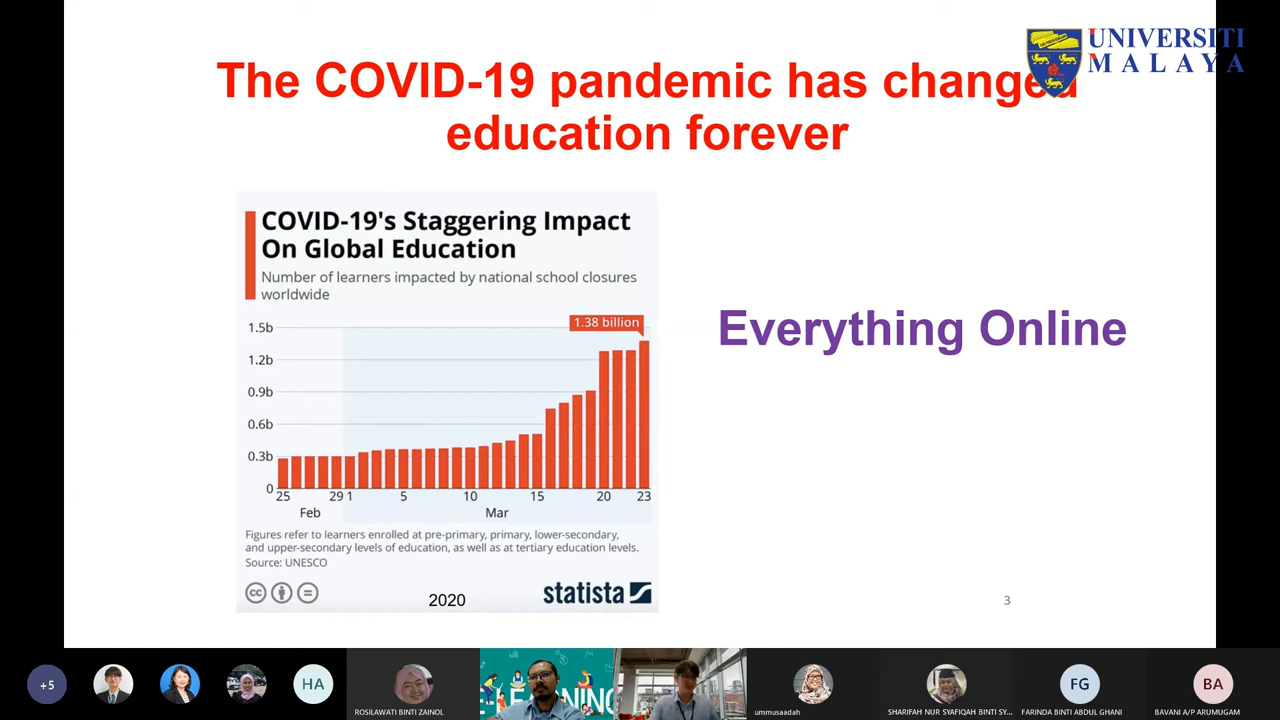 UNIVERSITI
MALAYA
The COVID-19 pandemic has changed
education forever
COVID-19's Staggering Impact
On Global Education
Number of learners impacted by national school closures
worldwide
1.38 billion
1.5b
1.2b
0.9b
0.6b
0.3b
0
25 29 1 5 10 15 20 23
Feb Mar
Figures refer to learners enrolled at pre-primary, primary, lower-secondary,
and upper-secondary levels of education, as well as at tertiary education levels.
Source: UNESCO
cc
2020
statista
Everything Online
3
+5
HA
ROSILAWATI BINTI ZAINOL
LEARNING
ummusaadah
SHARIFAH NUR SYAFIQAH BINTI SY...
FG
FARINDA BINTI ABDUL GHANI
BA
BAVANI A/P ARUMUGAM